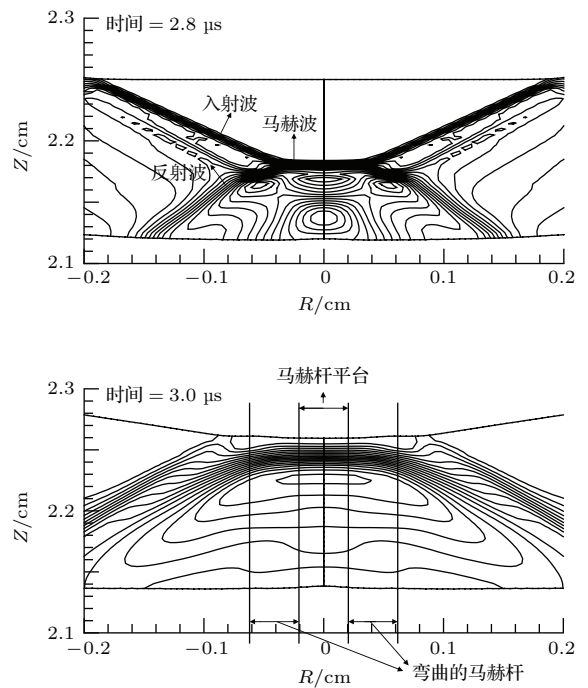 2.3
时间 = 2.8 µs
入射波
马赫波
2.2
Z/cm
反射波
2.1
−0.2 −0.1 0 0.1 0.2
R/cm
马赫杆平台
2.3
时间 = 3.0 µs
2.2
Z/cm
2.1
−0.2 −0.1 0 0.1 0.2
R/cm
弯曲的马赫杆